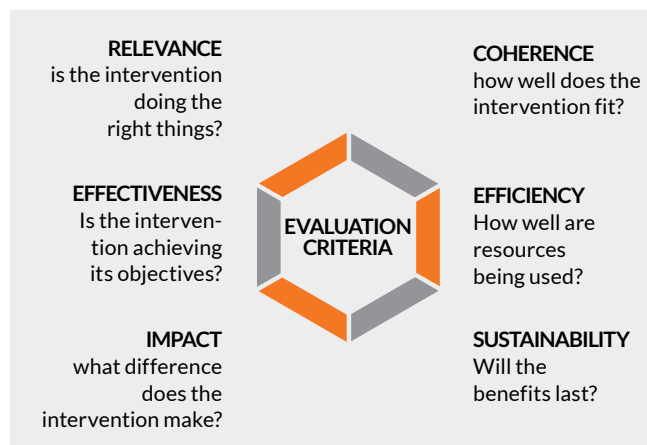 RELEVANCE
is the intervention
doing the
right things?
COHERENCE
how well does the
intervention fit?
EFFECTIVENESS
Is the interven-
tion achieving
its objectives?
EVALUATION
CRITERIA
EFFICIENCY
How well are
resources
being used?
IMPACT
what difference
does the
intervention make?
SUSTAINABILITY
Will the
benefits last?